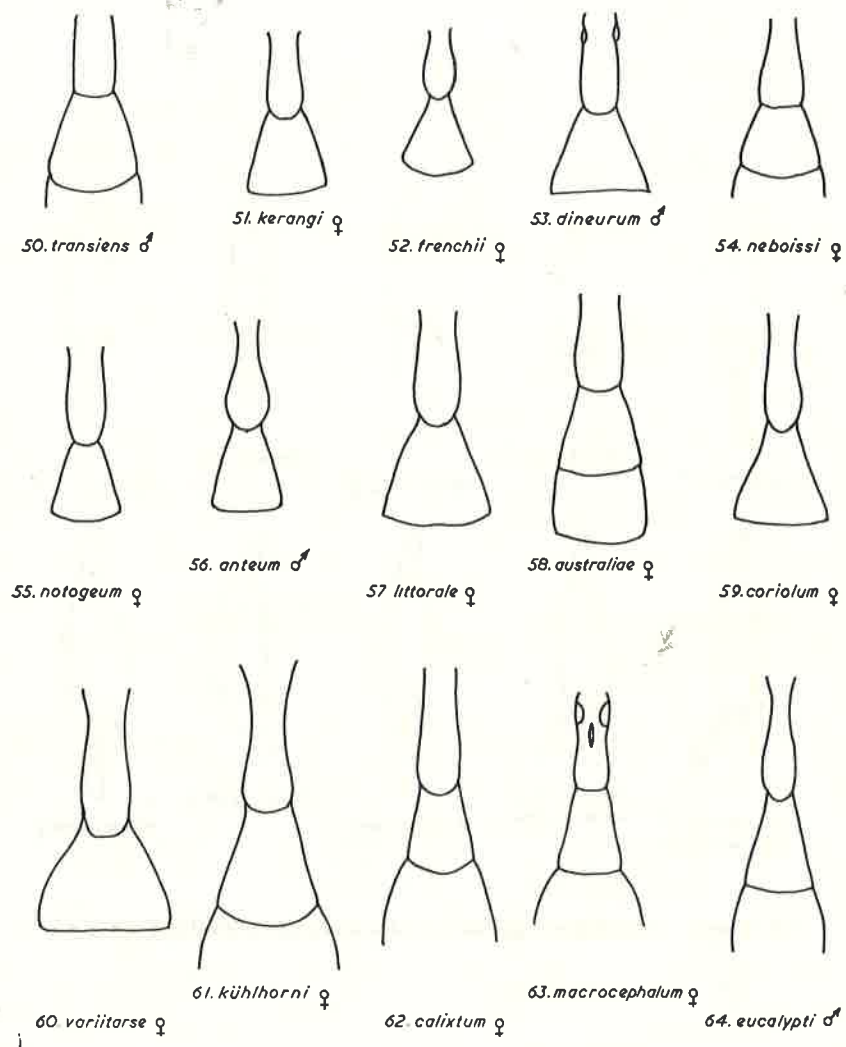 50. transiens ♂
51. kerangi ♀
52. frenchii ♀
53. dineurum ♂
54. neboissi ♀
55. notogeum ♀
56. anteum ♂
57 littorale ♀
58. australiae ♀
59. coriolum ♀
60. variitarse ♀
61. kühlhorni ♀
62. calixtum ♀
63. macrocephalum ♀
64. eucalypti ♂